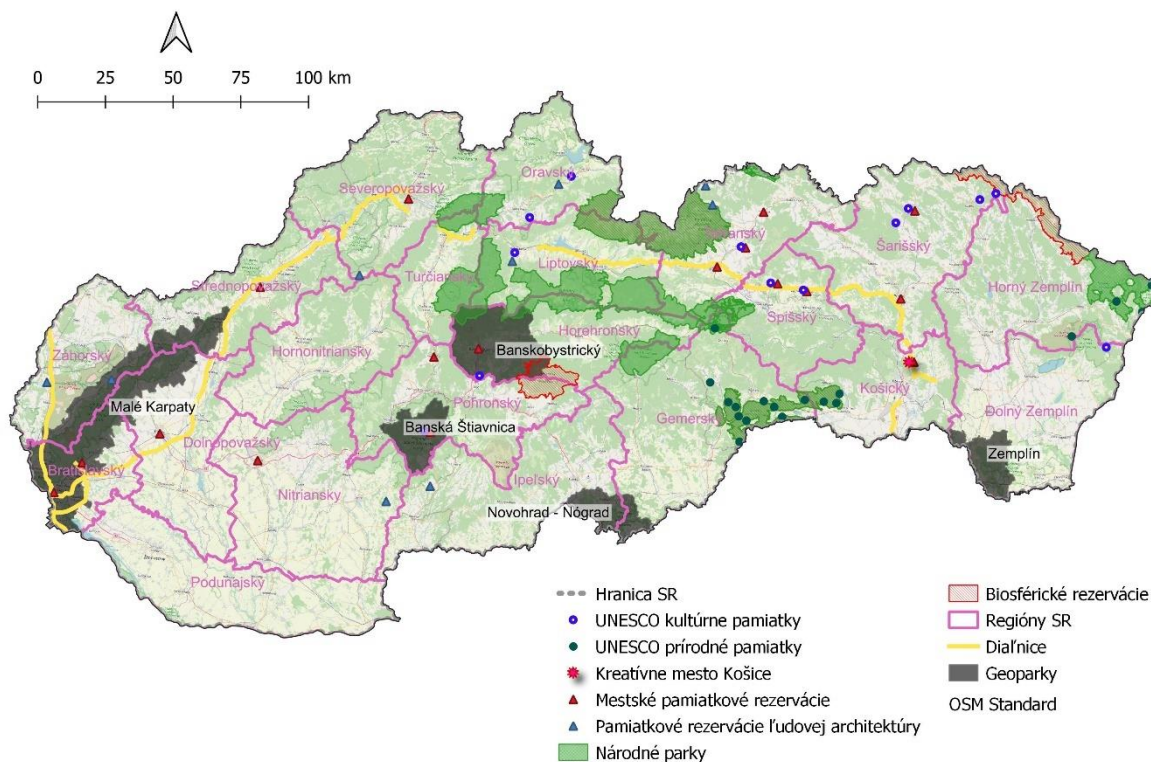 0 25 50 75 100 km
Oravský
Severopovažský
Šarišský
Liptovský
Turčiansky
Strednopovažský
Horný Zemplín
Spišský
Horehronský
Záhorský
Hornonitriansky
Banskobystrický
Košický
Malé Karpaty
Pohronský
Gemerský
Dolný Zemplín
Banská Štiavnica
Dolnopovažský
Zemplín
Bratislavský
Ipeľský
Nitriansky
Novohrad - Nógrad
Podunajský
Hranica SR
UNESCO kultúrne pamiatky
UNESCO prírodné pamiatky
Kreatívne mesto Košice
Mestské pamiatkové rezervácie
Pamiatkové rezervácie ľudovej architektúry
Národné parky
Biosférické rezervácie
Regióny SR
Diaľnice
Geoparky
OSM Standard